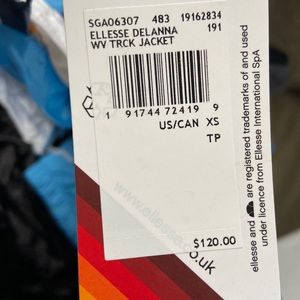 SGA06307 483 19162834
ELLESSE DELANNA 191
WV TRCK JACKET
1 91744 72419 9
US/CAN XS
TP
$120.00
www.ellesse.co.uk
ellesse and are registered trademarks of and used
under licence from Ellesse International SpA